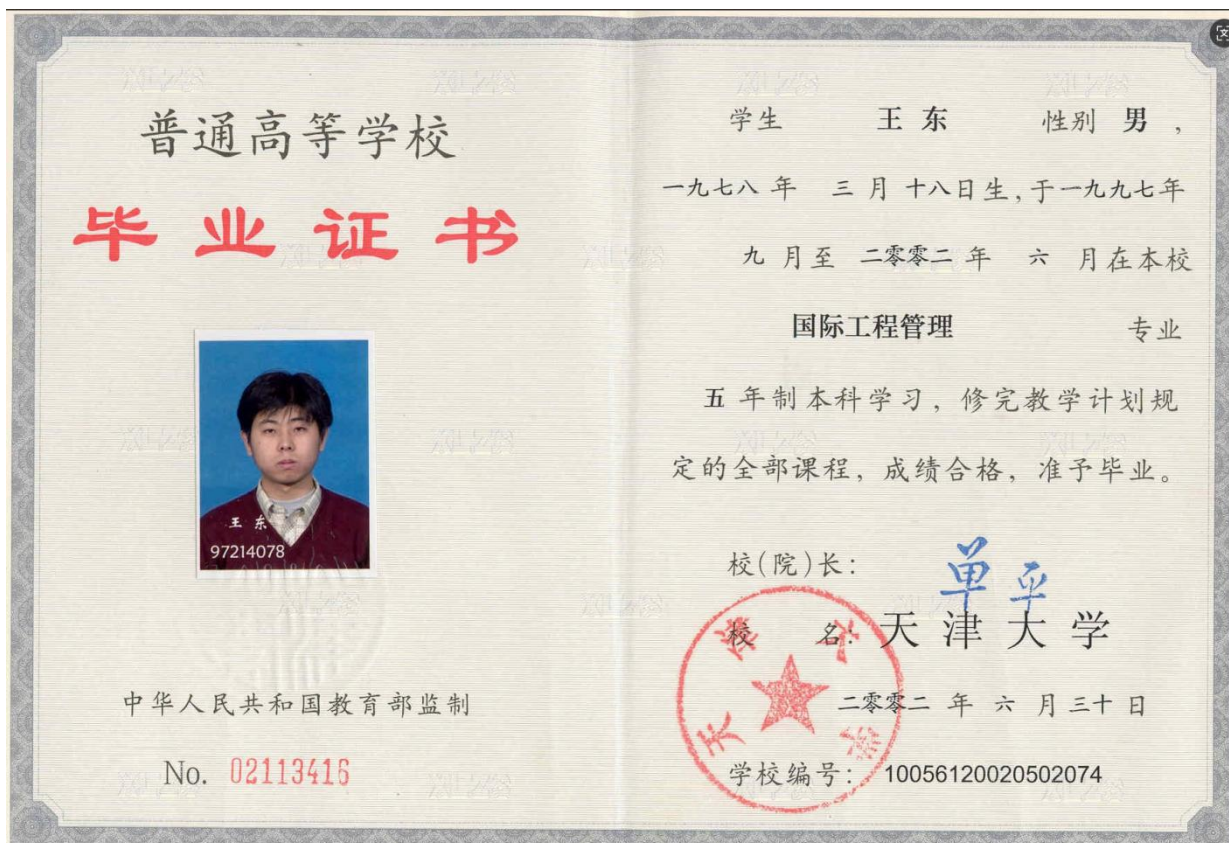 普通高等学校
毕业证书
王 东
97214078
中华人民共和国教育部监制
No. 02113416
学生 王 东 性别 男 ，
一九七八 年 三 月 十八日生，于一九九七年
九 月至 二零零二 年 六 月在本校
国际工程管理 专业
五 年制本科学习，修完教学计划规
定的全部课程，成绩合格，准予毕业。
校(院)长： 单平
校 名：天津大学
天津大学
二零零二 年 六 月三十日
学校编号： 10056120020502074